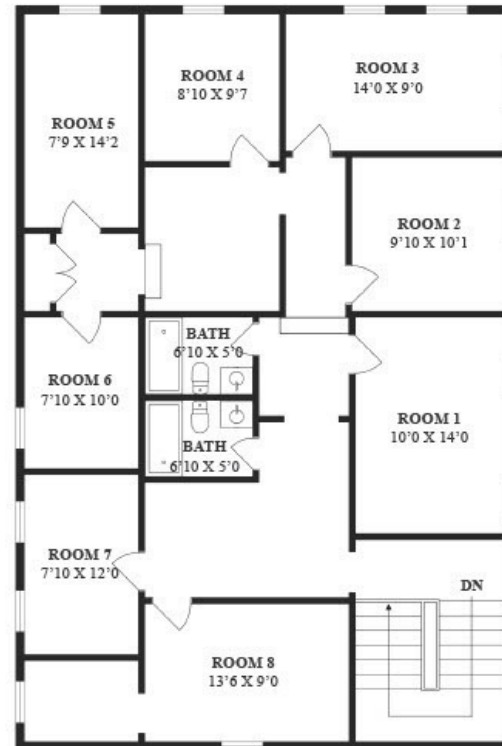 ROOM 4
8'10 X 9'7
ROOM 3
14'0 X 9'0
ROOM 5
7'9 X 14'2
ROOM 2
9'10 X 10'1
BATH
6'10 X 5'0
ROOM 6
7'10 X 10'0
ROOM 1
10'0 X 14'0
BATH
6'10 X 5'0
ROOM 7
7'10 X 12'0
DN
ROOM 8
13'6 X 9'0